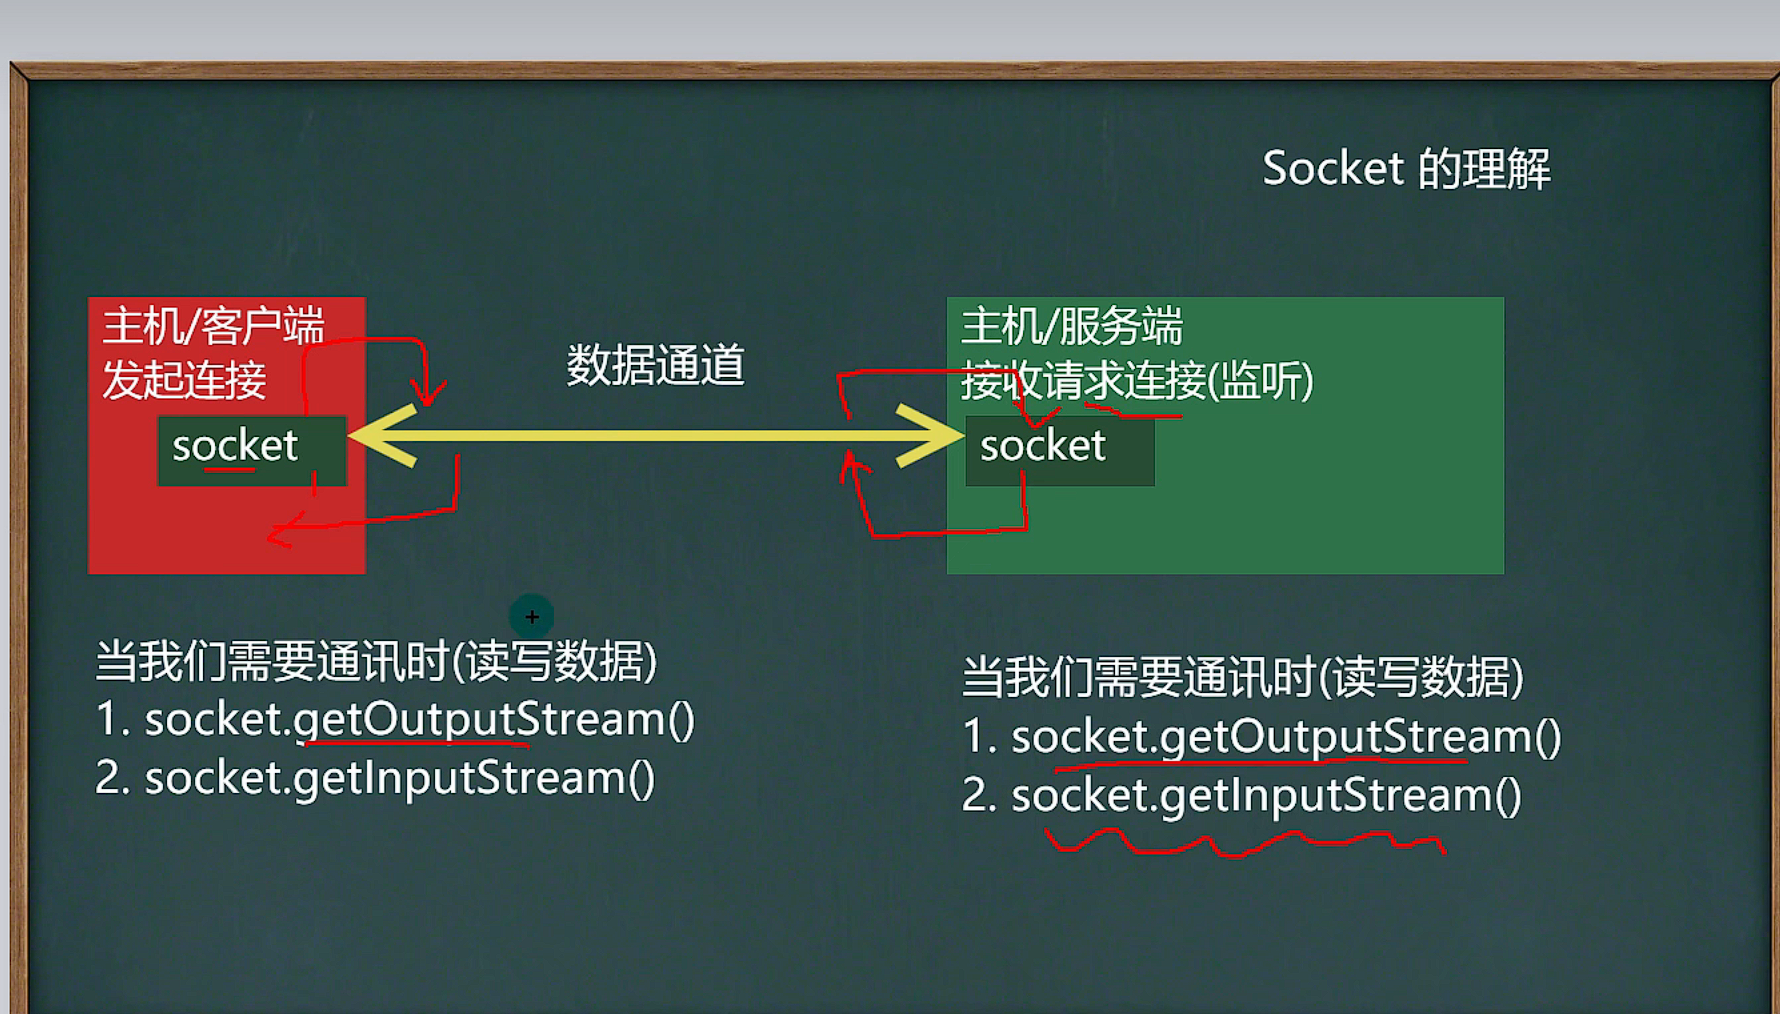 Socket 的理解
主机/客户端
发起连接
socket
数据通道
主机/服务端
接收请求连接(监听)
socket
当我们需要通讯时(读写数据)
1. socket.getOutputStream()
2. socket.getInputStream()
当我们需要通讯时(读写数据)
1. socket.getOutputStream()
2. socket.getInputStream()